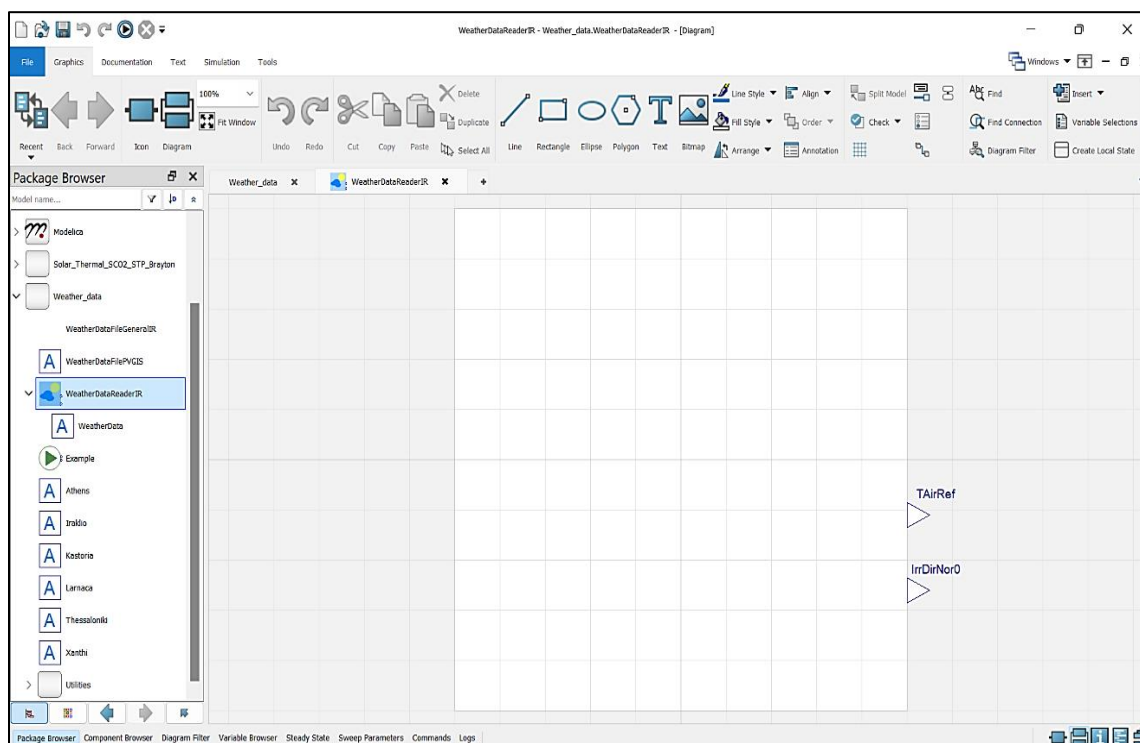 WeatherDataReaderIR - Weather_data.WeatherDataReaderIR - [Diagram]
File Graphics Documentation Text Simulation Tools Windows
100%
Fit Window
Recent Back Forward Icon Diagram
Undo Redo Cut Copy Paste
Delete
Duplicate
Select All
Line Rectangle Ellipse Polygon Text Bitmap
Line Style Align
Fill Style Order
Arrange Annotation
Split Model
Check
Abc Find
Find Connection
Diagram Filter
Insert
Variable Selections
Create Local State
Package Browser
Model name...
Weather_data WeatherDataReaderIR +
Modelica
Solar_Thermal_SCO2_STP_Brayton
Weather_data
WeatherDataFileGeneralIR
A WeatherDataFilePVGIS
WeatherDataReaderIR
A WeatherData
Example
A Athens
A Iraklio
A Kastoria
A Larnaca
A Thessaloniki
A Xanthi
Utilities
TAirRef
IrrDirNor0
Package Browser Component Browser Diagram Filter Variable Browser Steady State Sweep Parameters Commands Logs